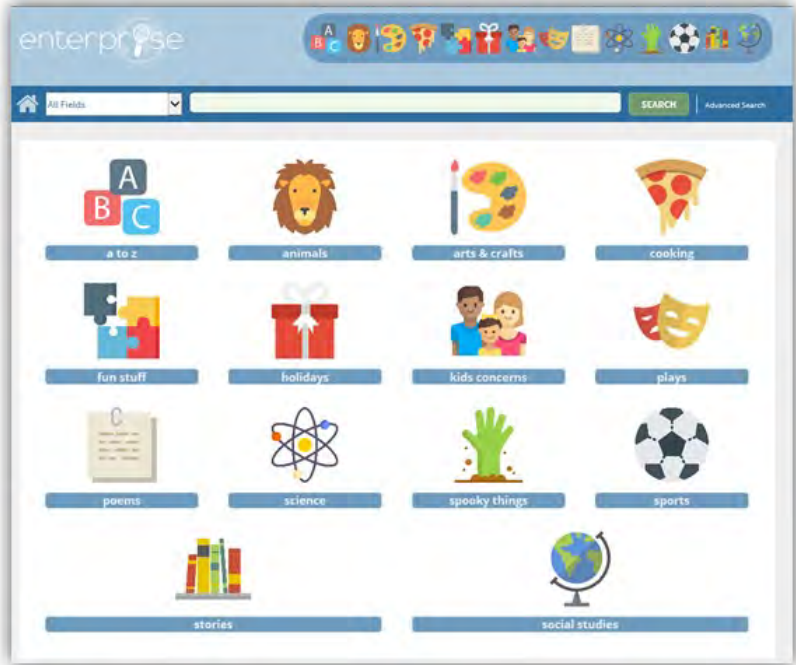 enterprise
All Fields
SEARCH
Advanced Search
A
B C
a to z
animals
arts & crafts
cooking
fun stuff
holidays
kids concerns
plays
poems
science
spooky things
sports
stories
social studies